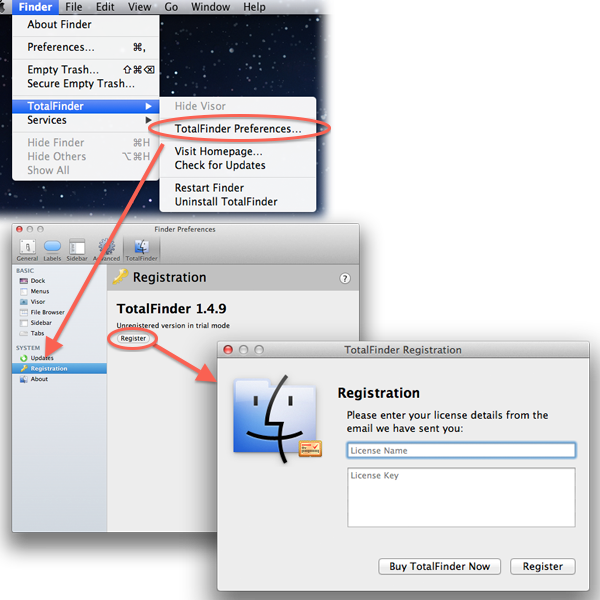 Finder File Edit View Go Window Help
About Finder
Preferences... ⌘,
Empty Trash... ⇧⌘⌫
Secure Empty Trash...
TotalFinder
Services
Hide Finder ⌘H
Hide Others ⌥⌘H
Show All
Hide Visor
TotalFinder Preferences...
Visit Homepage...
Check for Updates
Restart Finder
Uninstall TotalFinder
Finder Preferences
General Labels Sidebar Advanced TotalFinder
BASIC
Dock
Menus
Visor
File Browser
Sidebar
Tabs
SYSTEM
Updates
Registration
About
Registration ?
TotalFinder 1.4.9
Unregistered version in trial mode
Register
TotalFinder Registration
Registration
Please enter your license details from the
email we have sent you:
License Name
License Key
Buy TotalFinder Now Register